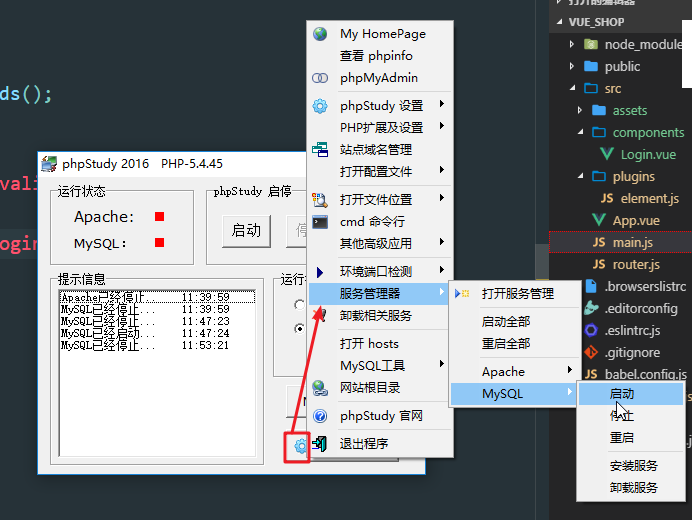 打开的编辑器
VUE_SHOP
node_module
public
src
assets
components
Login.vue
plugins
element.js
App.vue
main.js
router.js
.browserslistrc
.editorconfig
.eslintrc.js
.gitignore
babel.config.js
ds();
vali
ogin
phpStudy 2016 PHP-5.4.45
运行状态
Apache:
MySQL:
phpStudy 启停
启动
停
提示信息
Apache已经停止... 11:39:59
MySQL已经停止... 11:39:59
MySQL已经停止... 11:47:23
MySQL已经启动... 11:47:24
MySQL已经停止... 11:53:21
运行
My HomePage
查看 phpinfo
phpMyAdmin
phpStudy 设置
PHP扩展及设置
站点域名管理
打开配置文件
打开文件位置
cmd 命令行
其他高级应用
环境端口检测
服务管理器
卸载相关服务
打开 hosts
MySQL工具
网站根目录
phpStudy 官网
退出程序
打开服务管理
启动全部
重启全部
Apache
MySQL
启动
停止
重启
安装服务
卸载服务